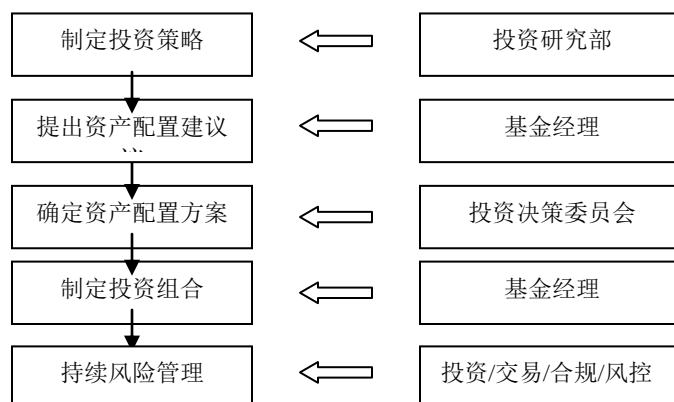 制定投资策略
投资研究部
提出资产配置建议
基金经理
确定资产配置方案
投资决策委员会
制定投资组合
基金经理
持续风险管理
投资/交易/合规/风控